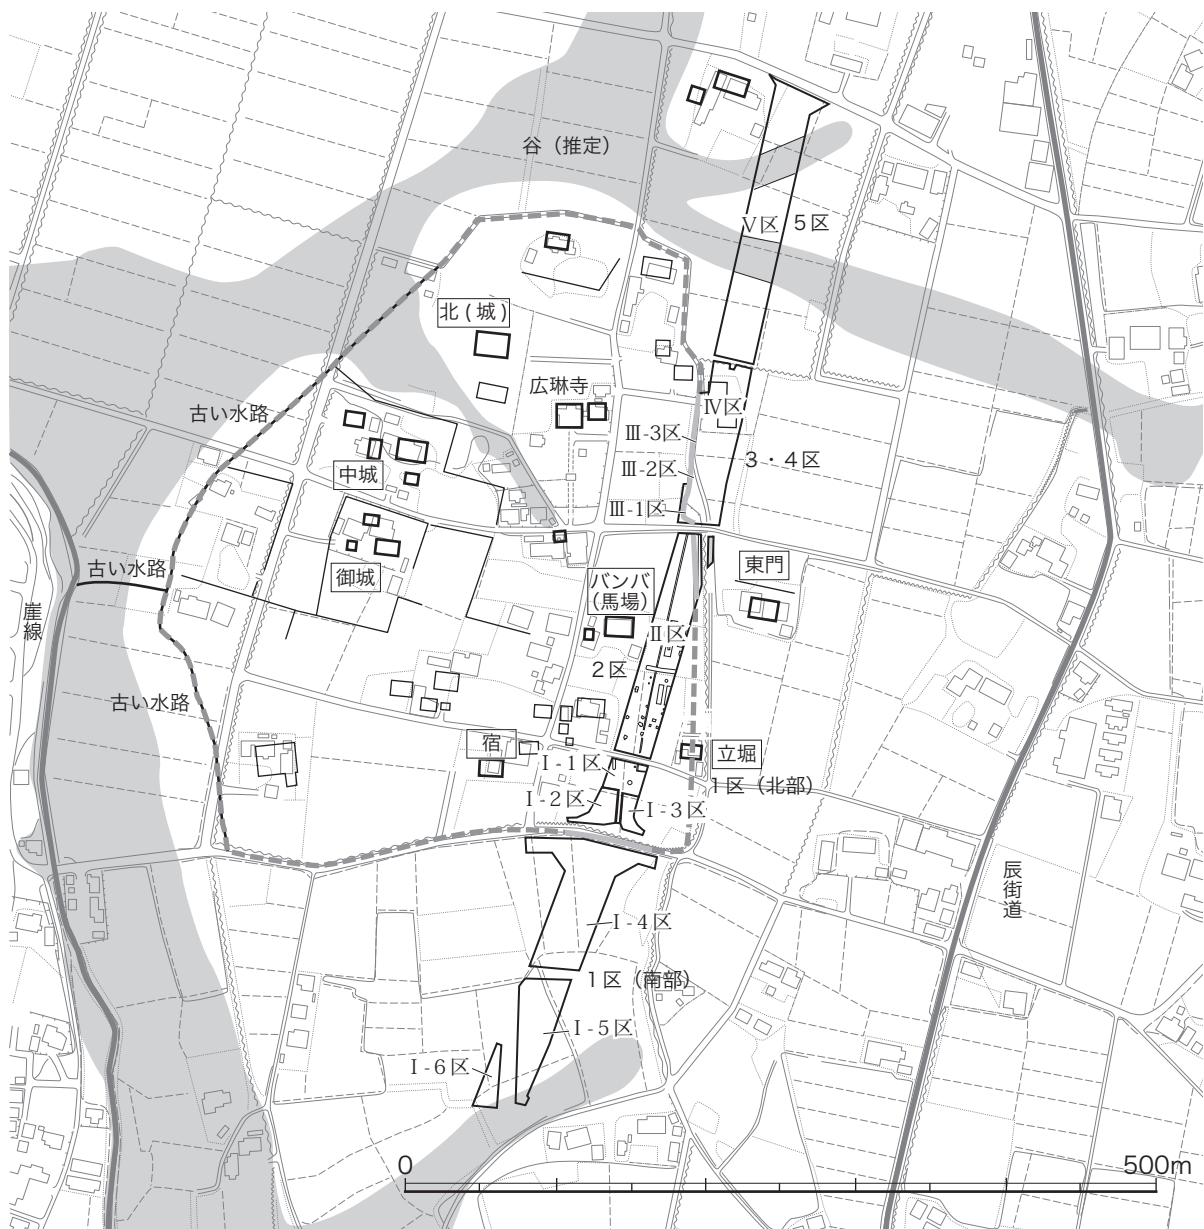 谷（推定）
Ⅴ区
5区
北(城)
広琳寺
Ⅳ区
古い水路
Ⅲ-3区
Ⅲ-2区
3・4区
中城
Ⅲ-1区
古い水路
御城
バンバ
（馬場）
東門
崖線
Ⅱ区
2区
古い水路
宿
Ⅰ-1区
立堀
1区（北部）
Ⅰ-2区
Ⅰ-3区
辰街道
Ⅰ-4区
1区（南部）
Ⅰ-5区
Ⅰ-6区
0
500m